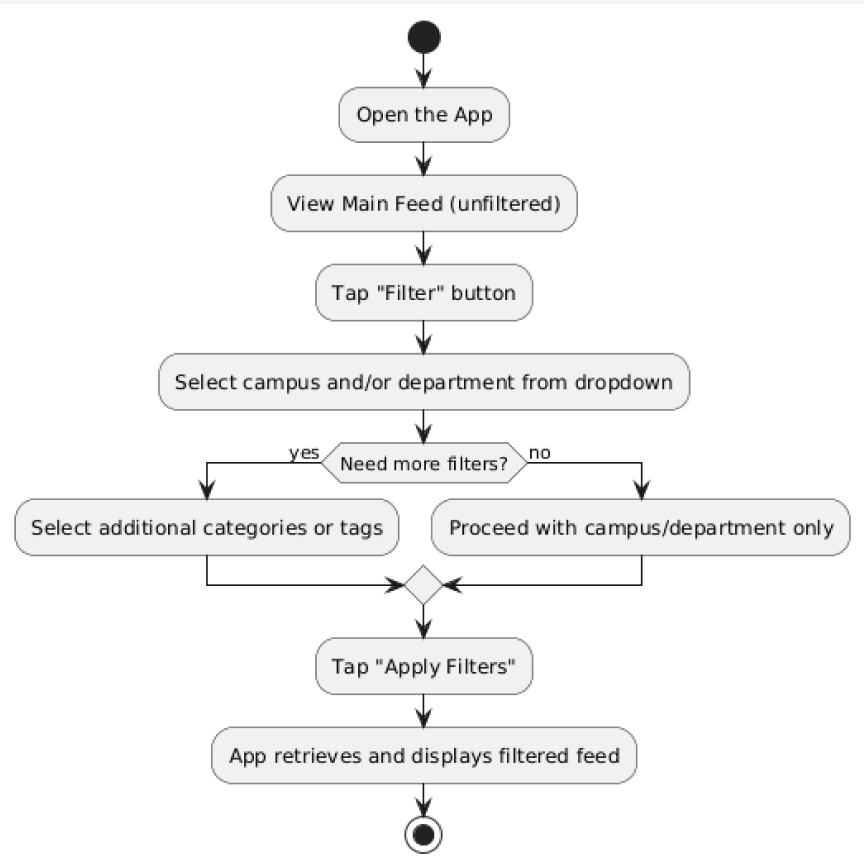 Open the App
View Main Feed (unfiltered)
Tap "Filter" button
Select campus and/or department from dropdown
yes
Need more filters?
no
Select additional categories or tags
Proceed with campus/department only
Tap "Apply Filters"
App retrieves and displays filtered feed